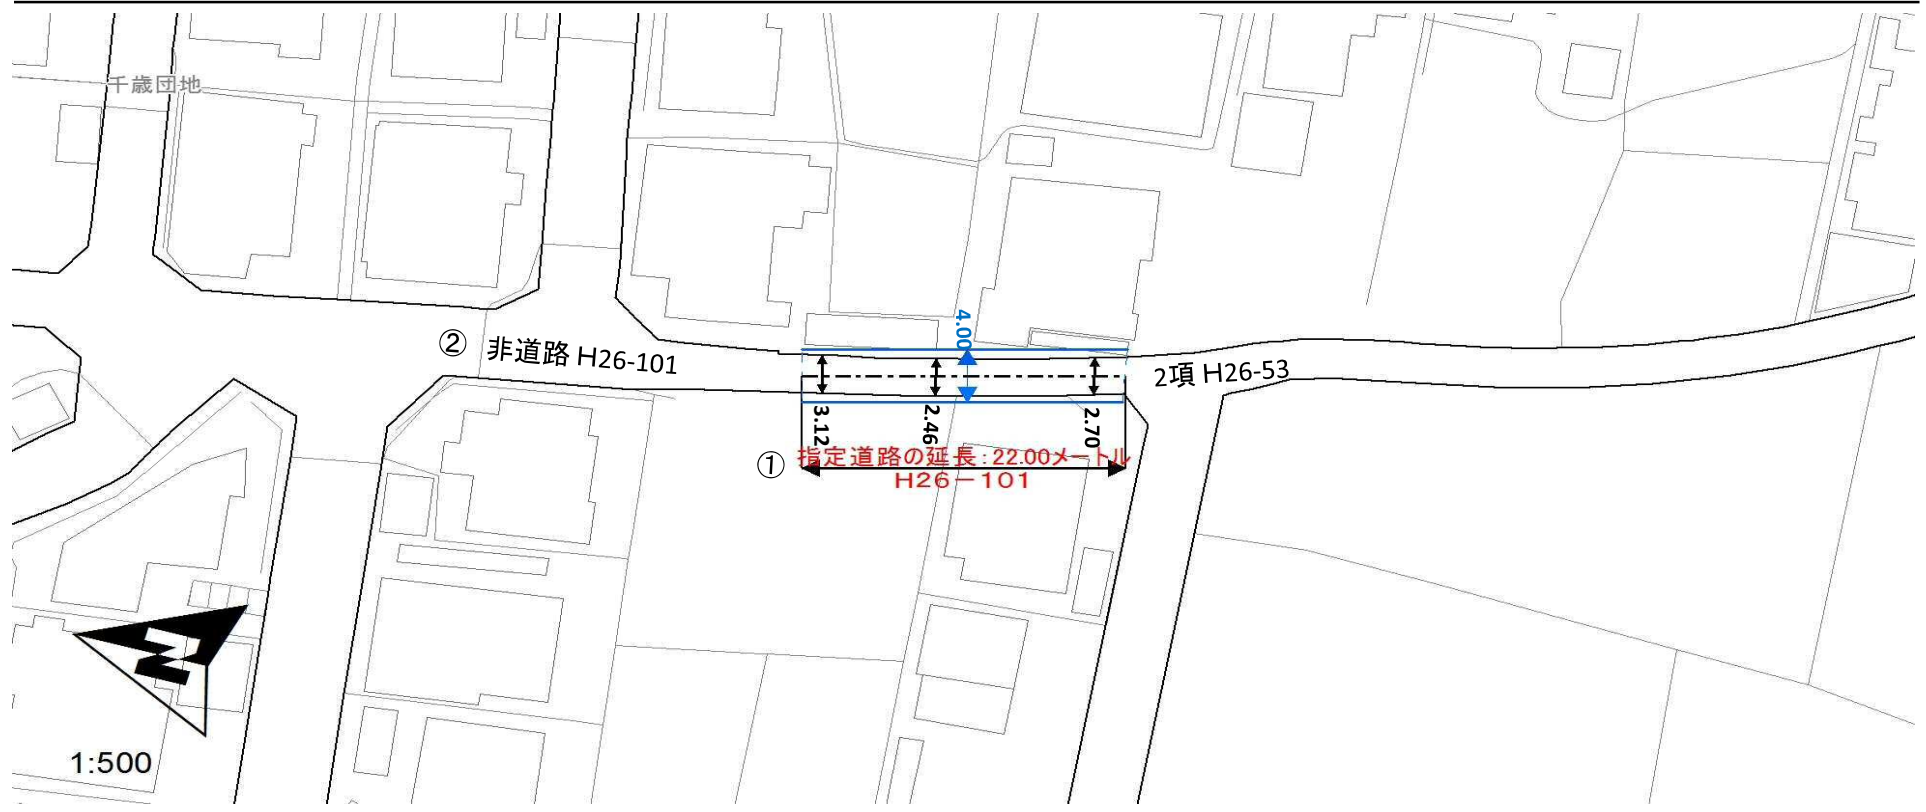 千歳団地
② 非道路 H26-101
4.00
2項 H26-53
3.12
2.46
2.70
① 指定道路の延長：22.00メートル
H26－101
N
1:500